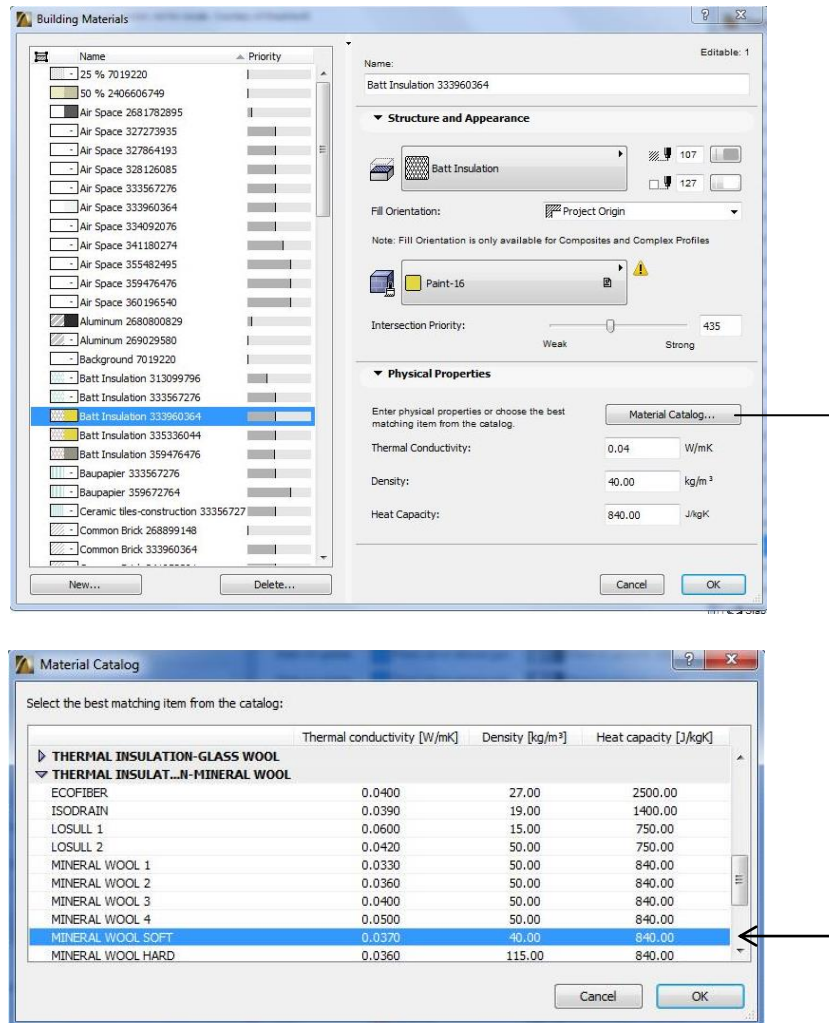 Building Materials
Name Priority
25 % 7019220
50 % 2406606749
Air Space 2681782895
Air Space 327273935
Air Space 327864193
Air Space 328126085
Air Space 333567276
Air Space 333960364
Air Space 334092076
Air Space 341180274
Air Space 355482495
Air Space 359476476
Air Space 360196540
Aluminum 2680800829
Aluminum 269029580
Background 7019220
Batt Insulation 313099796
Batt Insulation 333567276
Batt Insulation 333960364
Batt Insulation 335336044
Batt Insulation 359476476
Baupapier 333567276
Baupapier 359672764
Ceramic tiles-construction 33356727
Common Brick 268899148
Common Brick 333960364
New... Delete...
Editable: 1
Name:
Batt Insulation 333960364
Structure and Appearance
Batt Insulation
107
127
Fill Orientation: Project Origin
Note: Fill Orientation is only available for Composites and Complex Profiles
Paint-16
Intersection Priority: 435
Weak Strong
Physical Properties
Enter physical properties or choose the best
matching item from the catalog.
Material Catalog...
Thermal Conductivity: 0.04 W/mK
Density: 40.00 kg/m³
Heat Capacity: 840.00 J/kgK
Cancel OK
Material Catalog
Select the best matching item from the catalog:
Thermal conductivity [W/mK] Density [kg/m³] Heat capacity [J/kgK]
THERMAL INSULATION-GLASS WOOL
THERMAL INSULAT...N-MINERAL WOOL
ECOFIBER 0.0400 27.00 2500.00
ISODRAIN 0.0390 19.00 1400.00
LOSULL 1 0.0600 15.00 750.00
LOSULL 2 0.0420 50.00 750.00
MINERAL WOOL 1 0.0330 50.00 840.00
MINERAL WOOL 2 0.0360 50.00 840.00
MINERAL WOOL 3 0.0400 50.00 840.00
MINERAL WOOL 4 0.0500 50.00 840.00
MINERAL WOOL SOFT 0.0370 40.00 840.00
MINERAL WOOL HARD 0.0360 115.00 840.00
Cancel OK